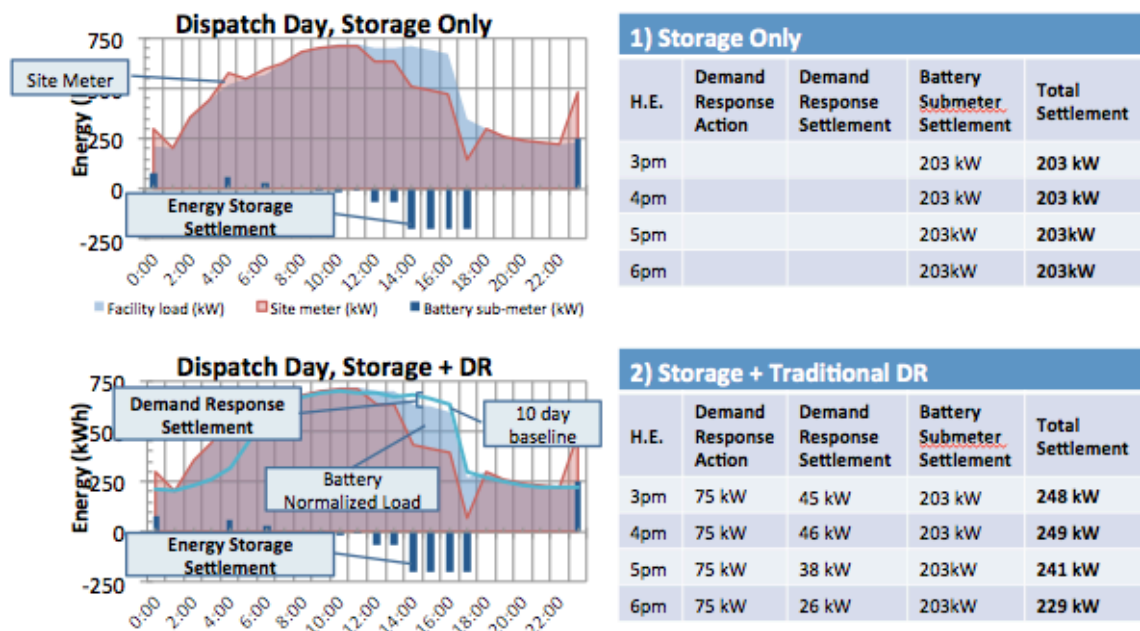 Dispatch Day, Storage Only
750
500
250
0
-250
Energy (
Site Meter
Energy Storage
Settlement
0:00
2:00
4:00
6:00
8:00
10:00
12:00
14:00
16:00
18:00
20:00
22:00
Facility load (kW)
Site meter (kW)
Battery sub-meter (kW)
1) Storage Only
H.E. Demand Response Action Demand Response Settlement Battery Submeter Settlement Total Settlement
3pm 203 kW 203 kW
4pm 203 kW 203 kW
5pm 203kW 203kW
6pm 203kW 203kW
Dispatch Day, Storage + DR
750
500
250
0
-250
Energy (kWh)
Demand Response
Settlement
10 day
baseline
Battery
Normalized Load
Energy Storage
Settlement
0:00
2:00
4:00
6:00
8:00
10:00
12:00
14:00
16:00
18:00
20:00
22:00
2) Storage + Traditional DR
H.E. Demand Response Action Demand Response Settlement Battery Submeter Settlement Total Settlement
3pm 75 kW 45 kW 203 kW 248 kW
4pm 75 kW 46 kW 203 kW 249 kW
5pm 75 kW 38 kW 203kW 241 kW
6pm 75 kW 26 kW 203kW 229 kW